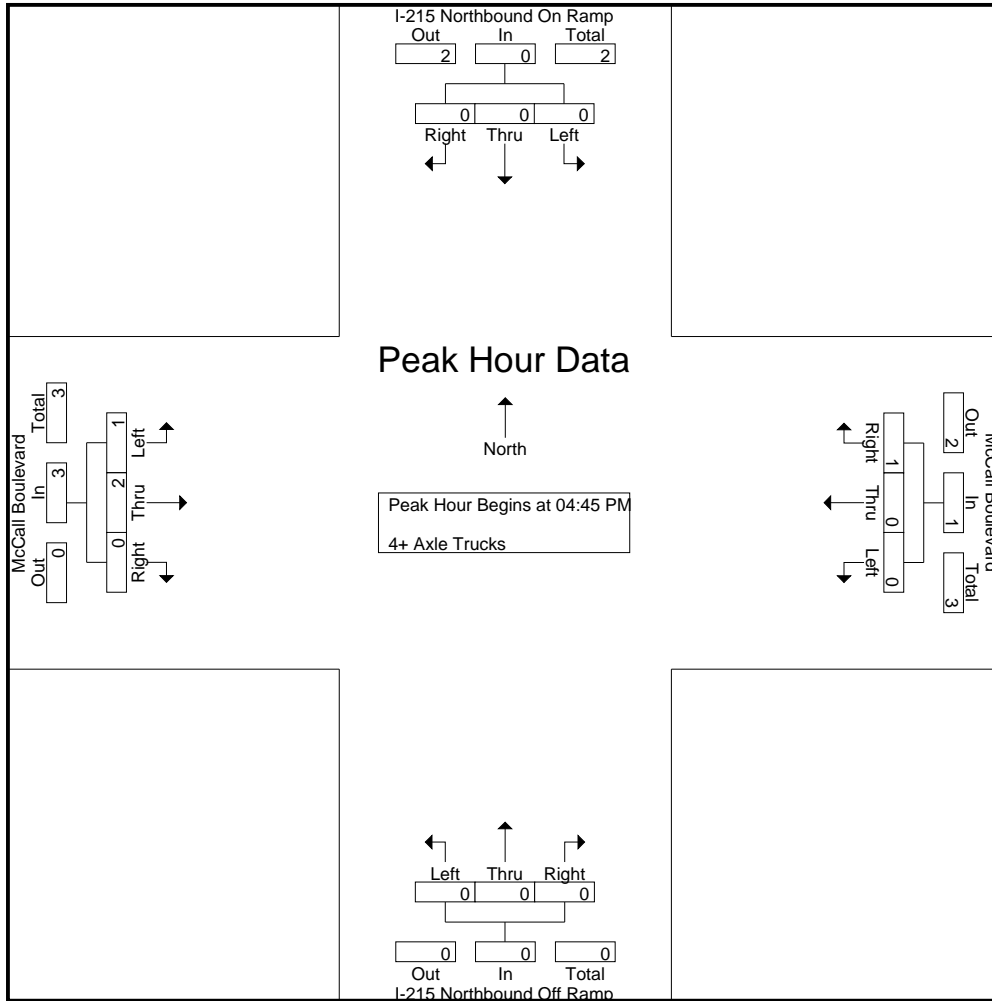 I-215 Northbound On Ramp
Out In Total
2 0 2
0 0 0
Right Thru Left
Peak Hour Data
North
Peak Hour Begins at 04:45 PM
4+ Axle Trucks
McCall Boulevard
Out In Total
0 3 3
Right Thru Left
0 2 1
McCall Boulevard
Out In Total
2 1 3
Right Thru Left
1 0 0
Left Thru Right
0 0 0
0 0 0
Out In Total
I-215 Northbound Off Ramp